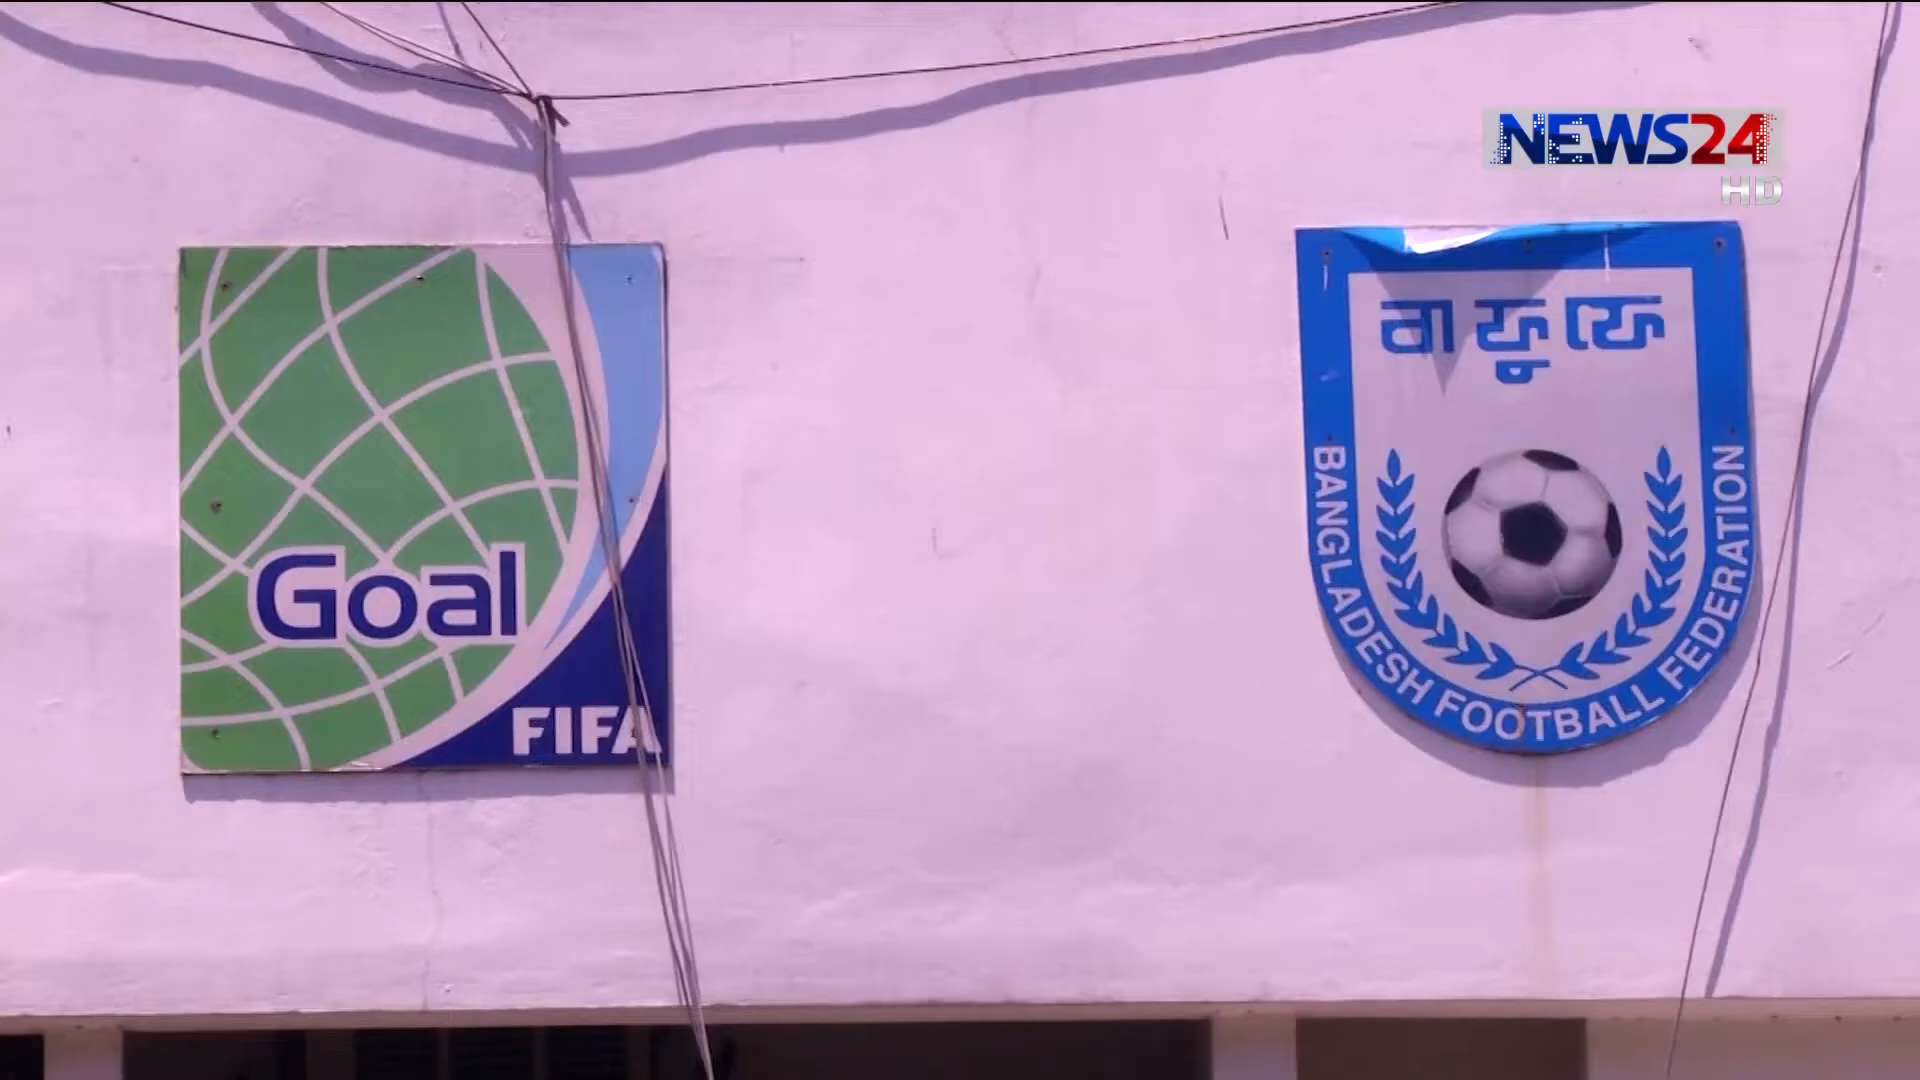 NEWS24
HD
বাফুফে
BANGLADESH FOOTBALL FEDERATION
Goal
FIFA